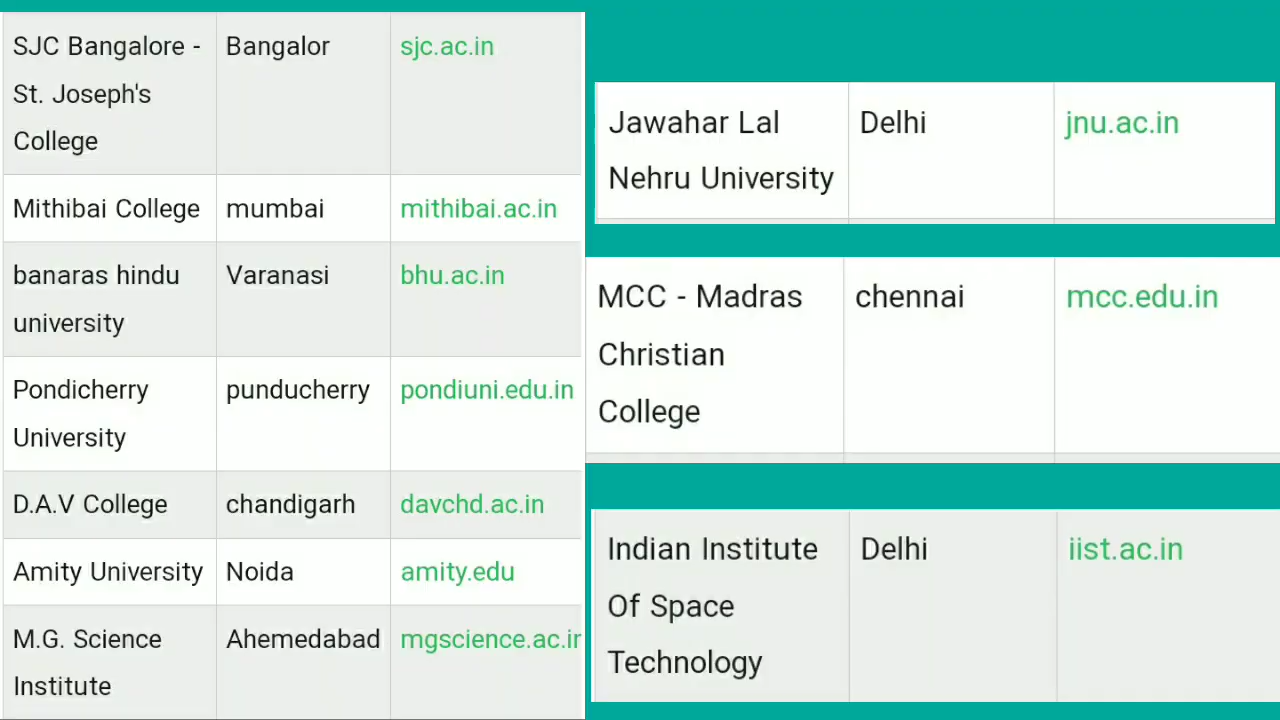 SJC Bangalore -
St. Joseph's
College
Bangalor
sjc.ac.in
Mithibai College
mumbai
mithibai.ac.in
banaras hindu
university
Varanasi
bhu.ac.in
Pondicherry
University
punducherry
pondiuni.edu.in
D.A.V College
chandigarh
davchd.ac.in
Amity University
Noida
amity.edu
M.G. Science
Institute
Ahemedabad
mgscience.ac.in
Jawahar Lal
Nehru University
Delhi
jnu.ac.in
MCC - Madras
Christian
College
chennai
mcc.edu.in
Indian Institute
Of Space
Technology
Delhi
iist.ac.in